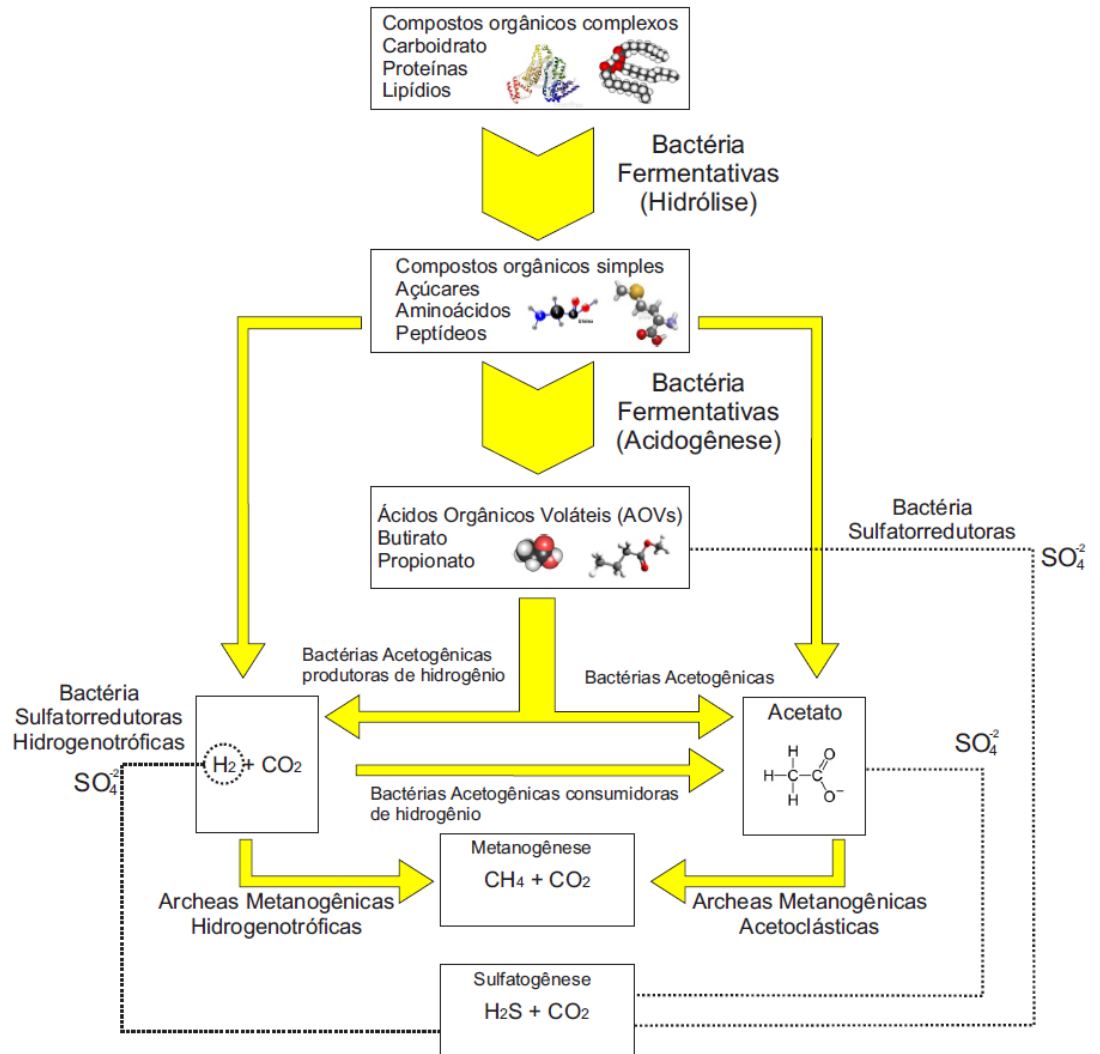 Compostos orgânicos complexos
Carboidrato
Proteínas
Lipídios
Bactéria
Fermentativas
(Hidrólise)
Compostos orgânicos simples
Açúcares
Aminoácidos
Peptídeos
Bactéria
Fermentativas
(Acidogênese)
Ácidos Orgânicos Voláteis (AOVs)
Butirato
Propionato
Bactéria
Sulfatorredutoras
SO₄⁻²
Bactérias Acetogênicas
produtoras de hidrogênio
Bactérias Acetogênicas
Bactéria
Sulfatorredutoras
Hidrogenotróficas
SO₄⁻²
H₂ + CO₂
Acetato
H
H–C–C
H
O
O⁻
SO₄⁻²
Bactérias Acetogênicas consumidoras
de hidrogênio
Metanogênese
CH₄ + CO₂
Archeas Metanogênicas
Hidrogenotróficas
Archeas Metanogênicas
Acetoclásticas
Sulfatogênese
H₂S + CO₂